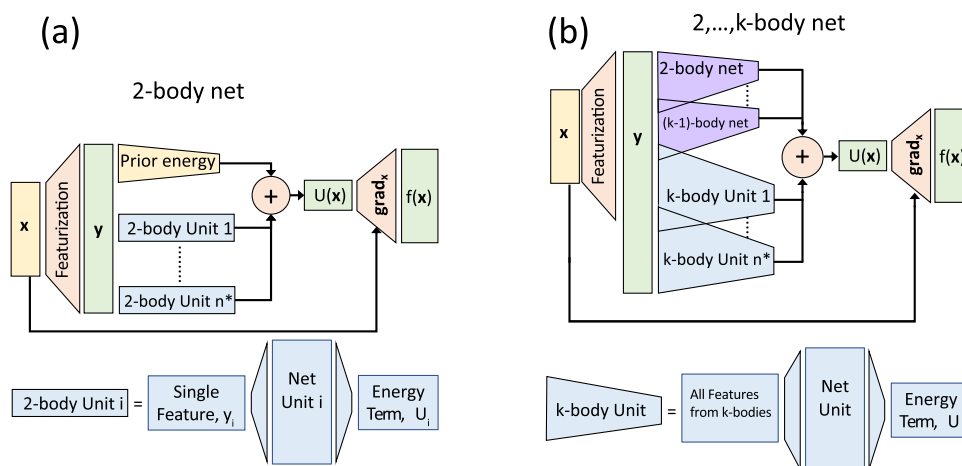 (a)
2-body net
x
Featurization
y
Prior energy
2-body Unit 1
2-body Unit n*
+
U(x)
grad_x
f(x)
2-body Unit i
=
Single
Feature, y_i
Net
Unit i
Energy
Term, U_i
(b)
2,...,k-body net
x
Featurization
y
2-body net
(k-1)-body net
k-body Unit 1
k-body Unit n*
+
U(x)
grad_x
f(x)
k-body Unit
=
All Features
from k-bodies
Net
Unit
Energy
Term, U